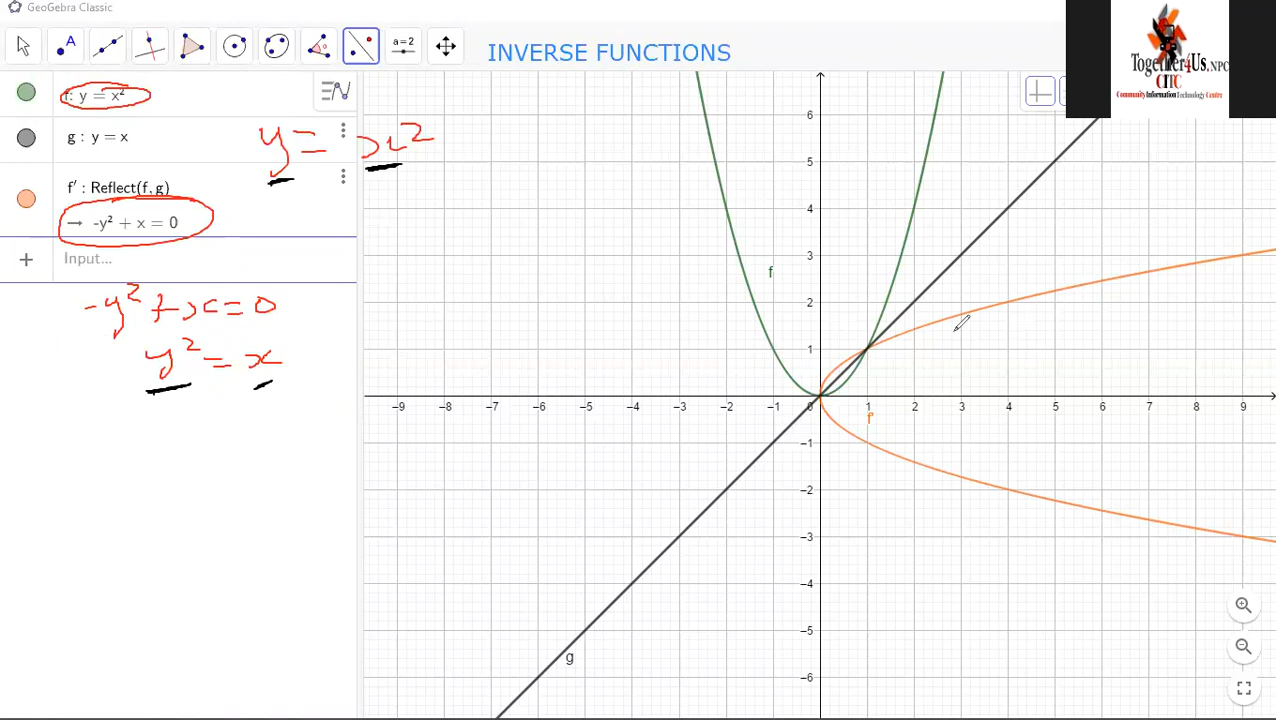 GeoGebra Classic
a=2
INVERSE FUNCTIONS
Together4Us, NPC
CITC
Community Information Technology Centre
f: y = x²
y = x²
g : y = x
f′ : Reflect(f, g)
→ -y² + x = 0
Input...
-y² + x = 0
y² = x
f
f′
g
6
5
4
3
2
1
-9 -8 -7 -6 -5 -4 -3 -2 -1 0 1 2 3 4 5 6 7 8 9
-1
-2
-3
-4
-5
-6